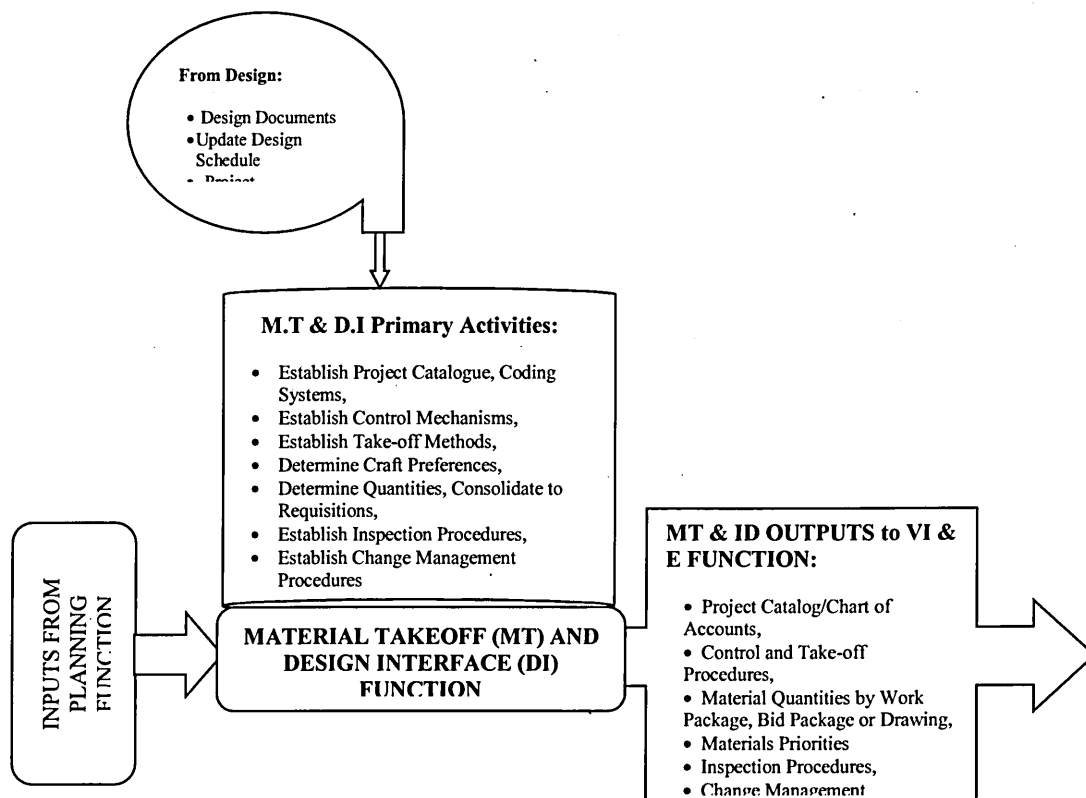 From Design:
• Design Documents
• Update Design
Schedule
• Project
M.T & D.I Primary Activities:
• Establish Project Catalogue, Coding
Systems,
• Establish Control Mechanisms,
• Establish Take-off Methods,
• Determine Craft Preferences,
• Determine Quantities, Consolidate to
Requisitions,
• Establish Inspection Procedures,
• Establish Change Management
Procedures
INPUTS FROM
PLANNING
FUNCTION
MATERIAL TAKEOFF (MT) AND
DESIGN INTERFACE (DI)
FUNCTION
MT & ID OUTPUTS to VI &
E FUNCTION:
• Project Catalog/Chart of
Accounts,
• Control and Take-off
Procedures,
• Material Quantities by Work
Package, Bid Package or Drawing,
• Materials Priorities
• Inspection Procedures,
• Change Management